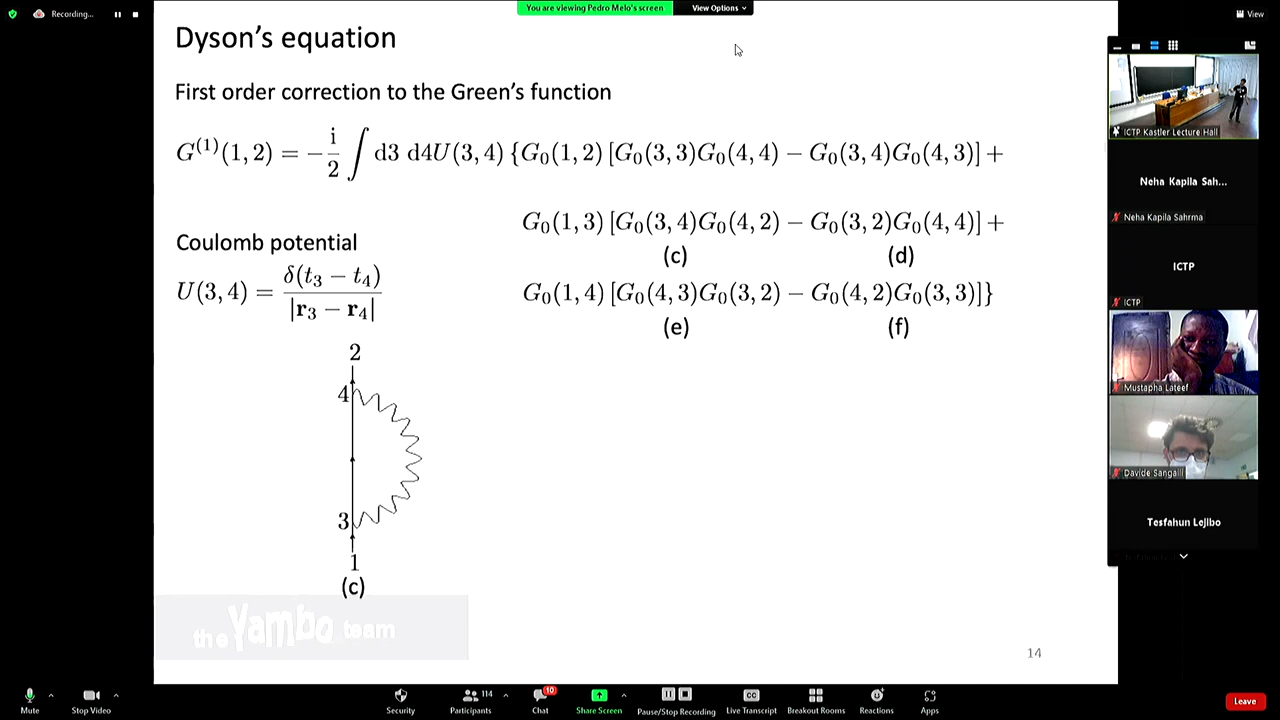 Recording...
You are viewing Pedro Melo's screen
View Options
View
Dyson's equation
First order correction to the Green's function
G^{(1)}(1,2) = -\frac{i}{2} \int d3 d4U(3,4) {G_0(1,2) [G_0(3,3)G_0(4,4) − G_0(3,4)G_0(4,3)] +
G_0(1,3) [G_0(3,4)G_0(4,2) − G_0(3,2)G_0(4,4)] +
(c) (d)
Coulomb potential
U(3,4) = \frac{δ(t_3 − t_4)}{|r_3 − r_4|}
G_0(1,4) [G_0(4,3)G_0(3,2) − G_0(4,2)G_0(3,3)]}
(e) (f)
2
4
3
1
(c)
the Yambo team
14
ICTP Kastler Lecture Hall
Neha Kapila Sah...
Neha Kapila Sahrma
ICTP
ICTP
Mustapha Lateef
Davide Sangalli
Tesfahun Lejibo
Mute
Stop Video
Security
Participants
114
Chat
10
Share Screen
Pause/Stop Recording
CC
Live Transcript
Breakout Rooms
Reactions
Apps
Leave